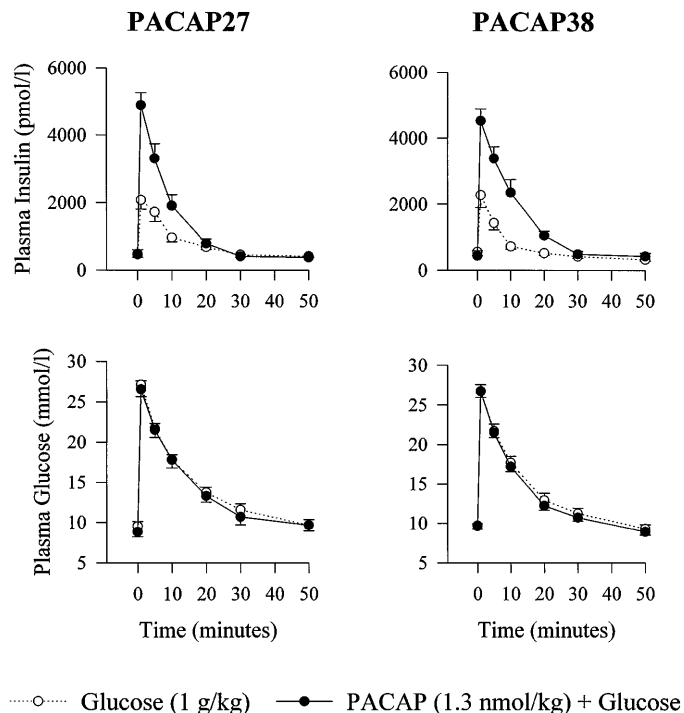 PACAP27
PACAP38
Plasma Insulin (pmol/l)
6000
4000
2000
0
0 10 20 30 40 50
6000
4000
2000
0
0 10 20 30 40 50
Plasma Glucose (mmol/l)
30
25
20
15
10
5
0 10 20 30 40 50
Time (minutes)
30
25
20
15
10
5
0 10 20 30 40 50
Time (minutes)
Glucose (1 g/kg)
PACAP (1.3 nmol/kg) + Glucose